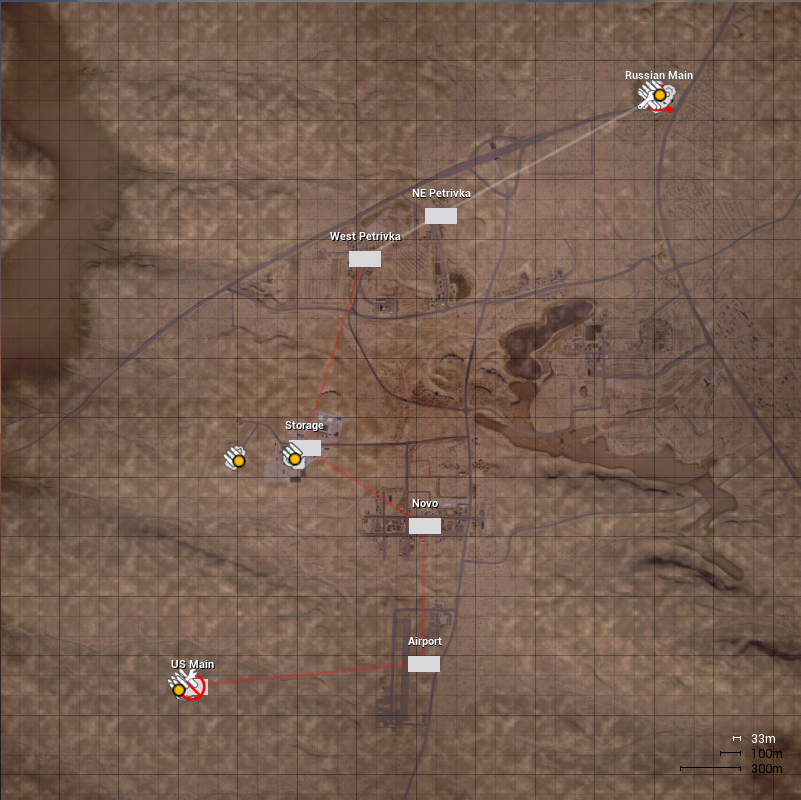 Russian Main
NE Petrivka
West Petrivka
Storage
Novo
Airport
US Main
33m
100m
300m